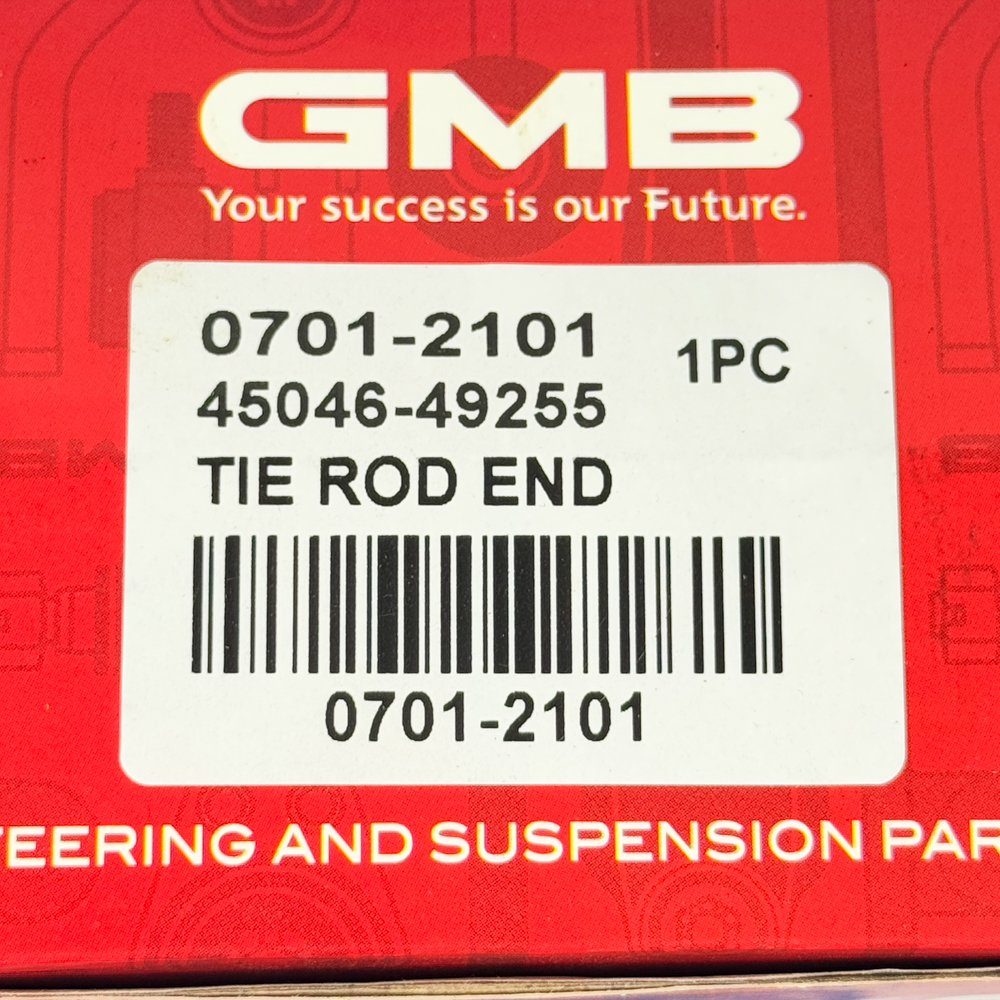 GMB
Your success is our Future.
0701-2101
1PC
45046-49255
TIE ROD END
0701-2101
TEERING AND SUSPENSION PAR